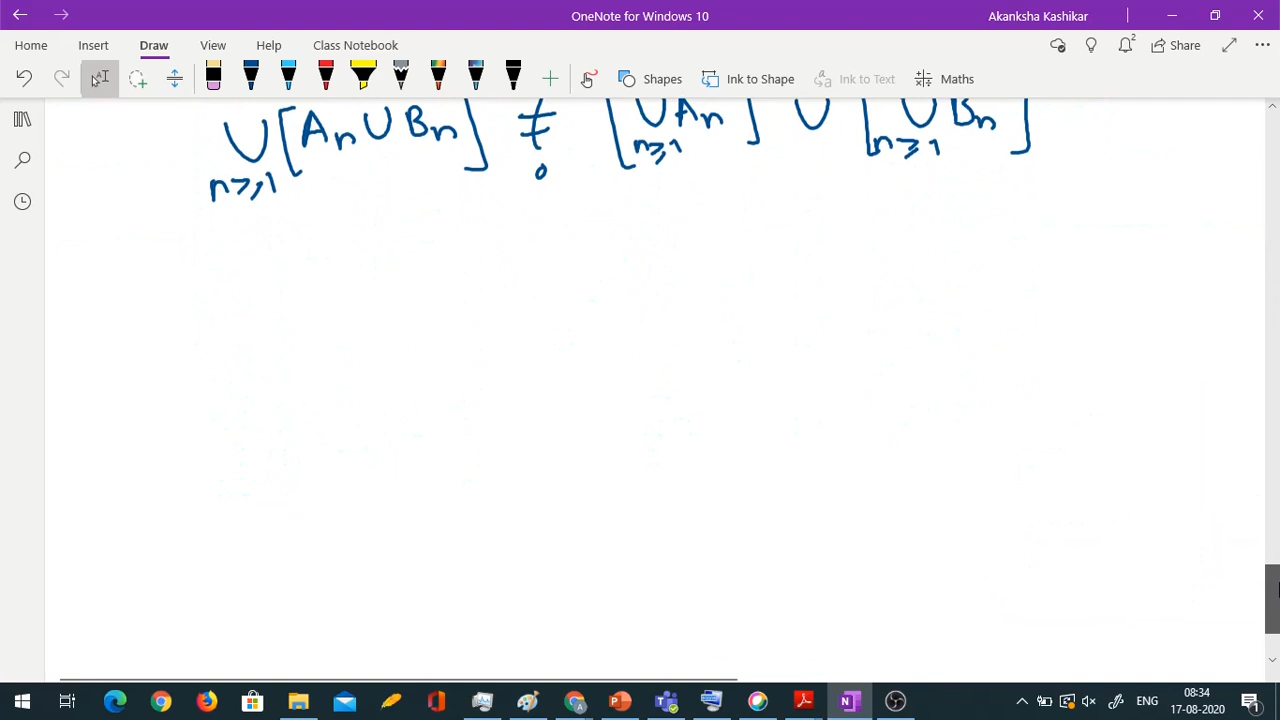 OneNote for Windows 10
Akanksha Kashikar
Home Insert Draw View Help Class Notebook Share
Shapes Ink to Shape Ink to Text Maths
⋃ [Aₙ ∪ Bₙ] ≠ [⋃ Aₙ] ∪ [⋃ Bₙ]
n≥1 n≥1 n≥1
ENG 08:34
17-08-2020